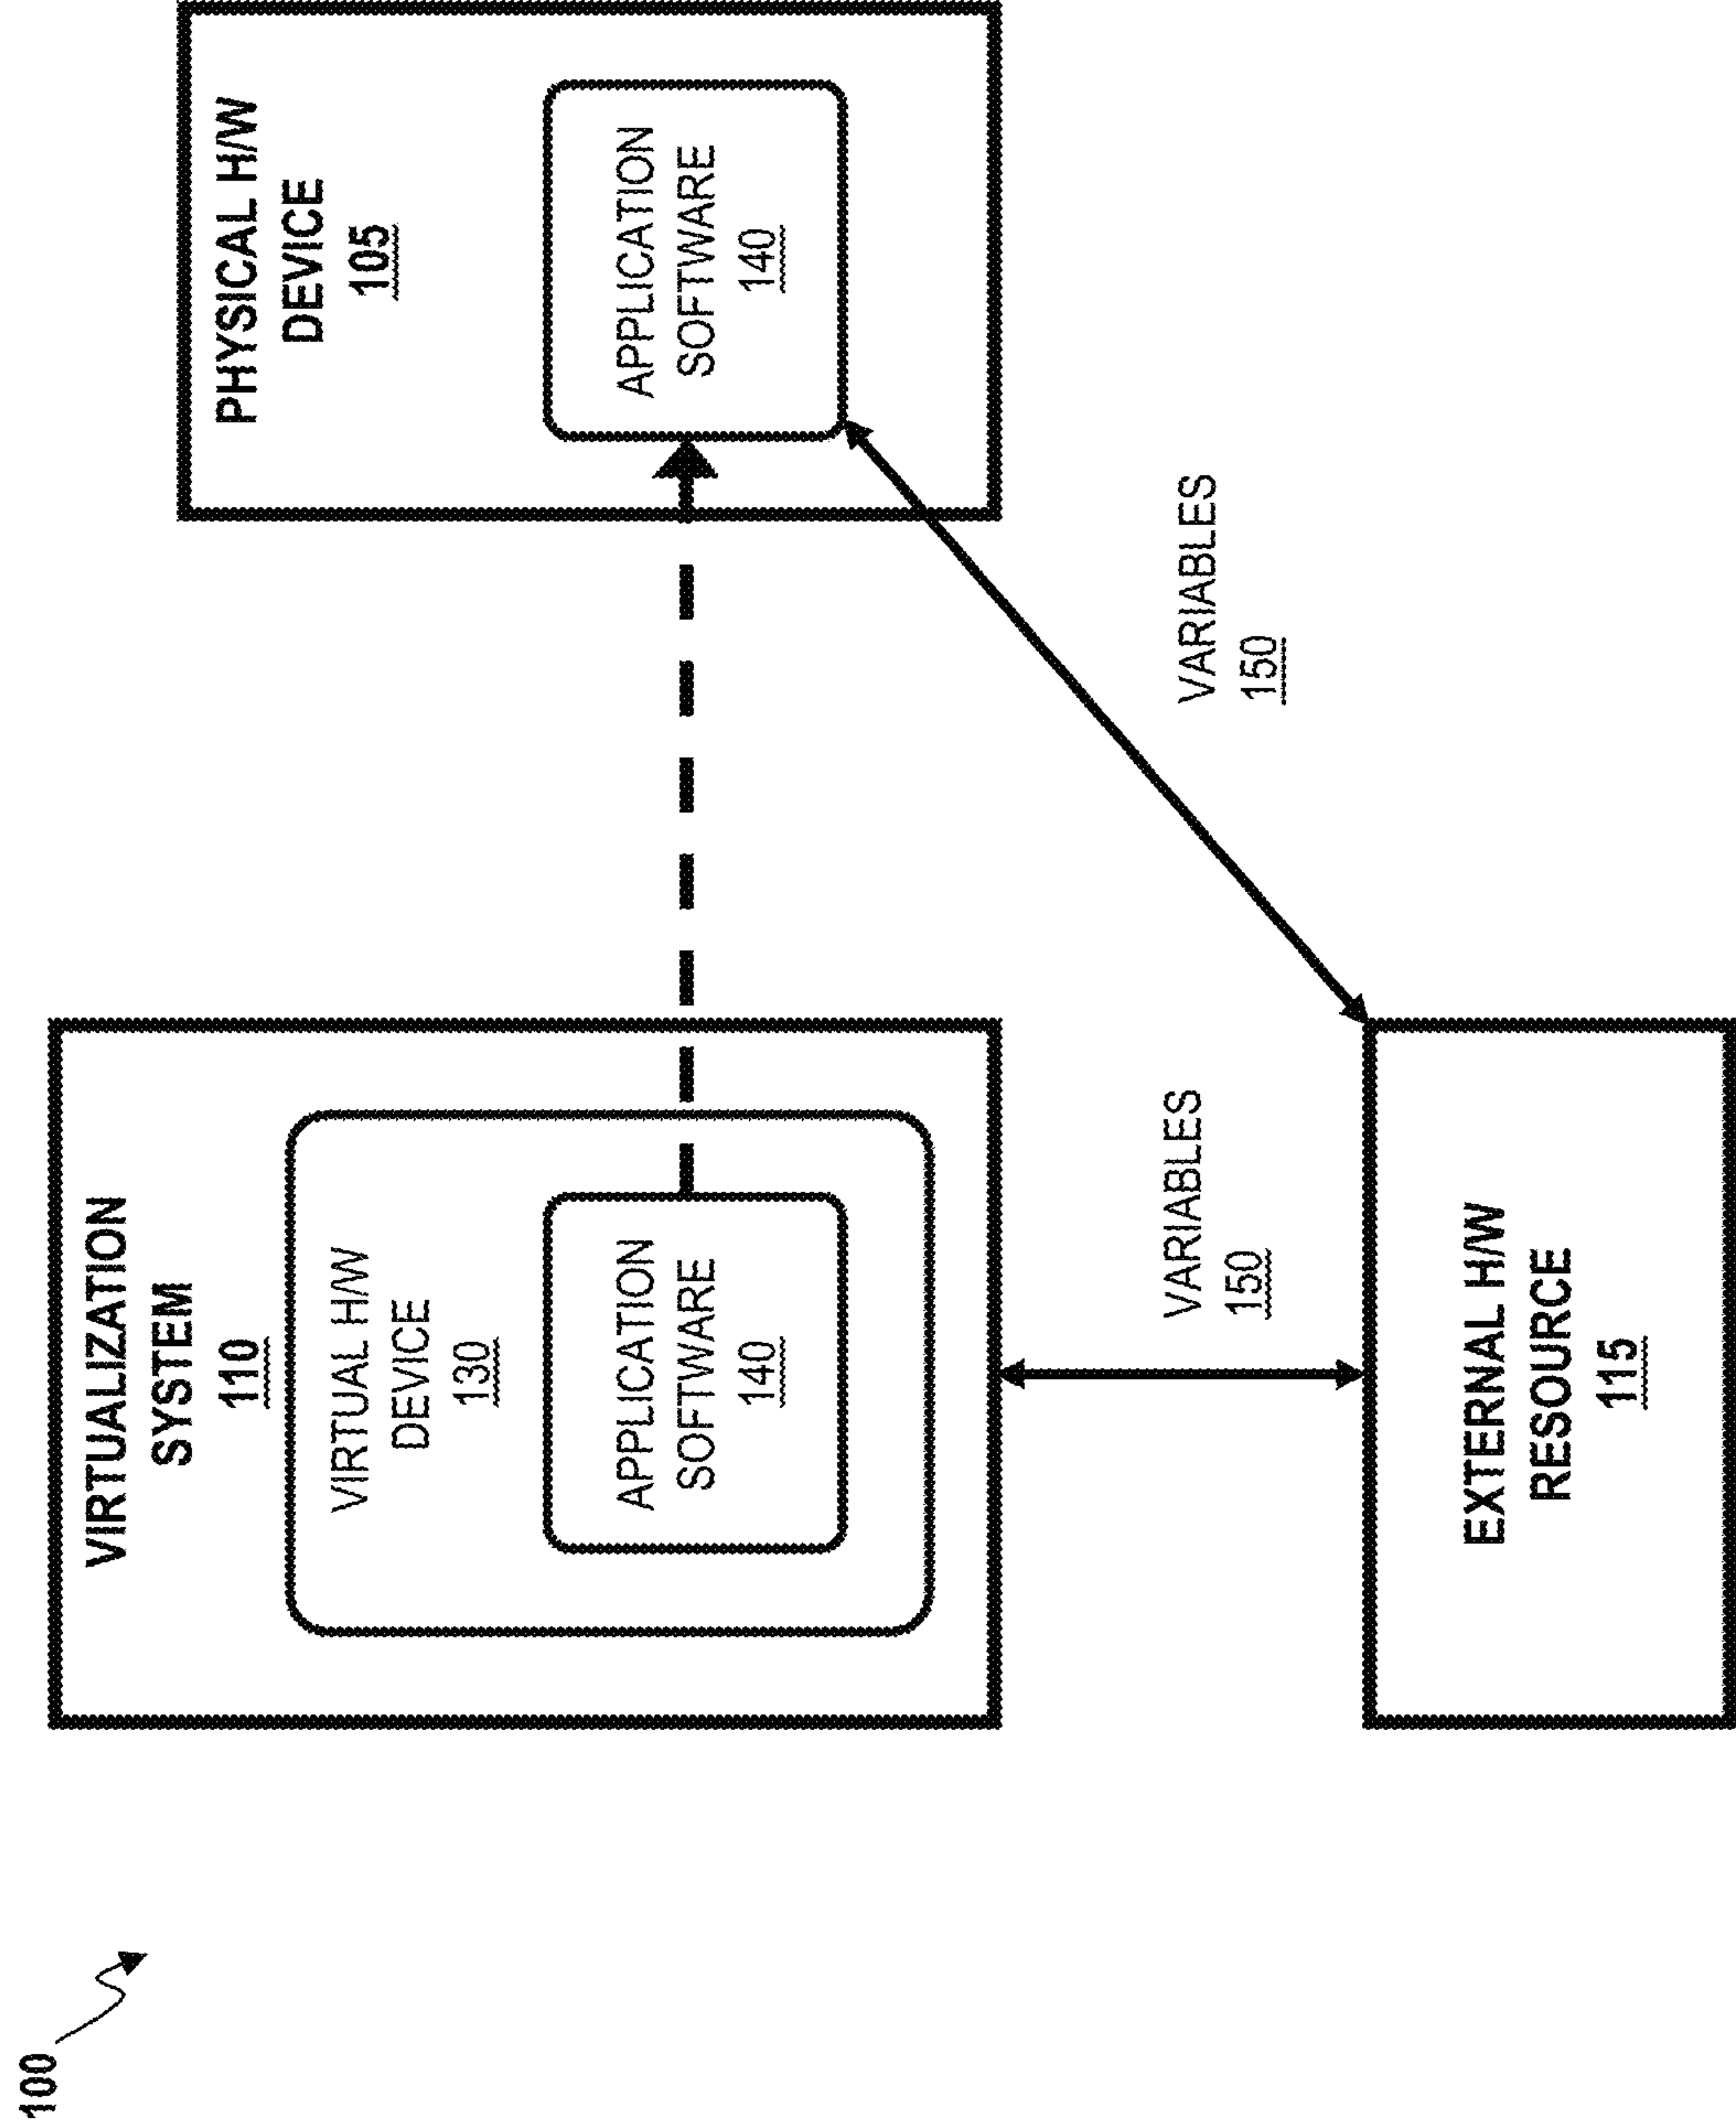 100
VIRTUALIZATION
SYSTEM
110
VIRTUAL H/W
DEVICE
130
APPLICATION
SOFTWARE
140
PHYSICAL H/W
DEVICE
105
APPLICATION
SOFTWARE
140
VARIABLES
150
VARIABLES
150
EXTERNAL H/W
RESOURCE
115